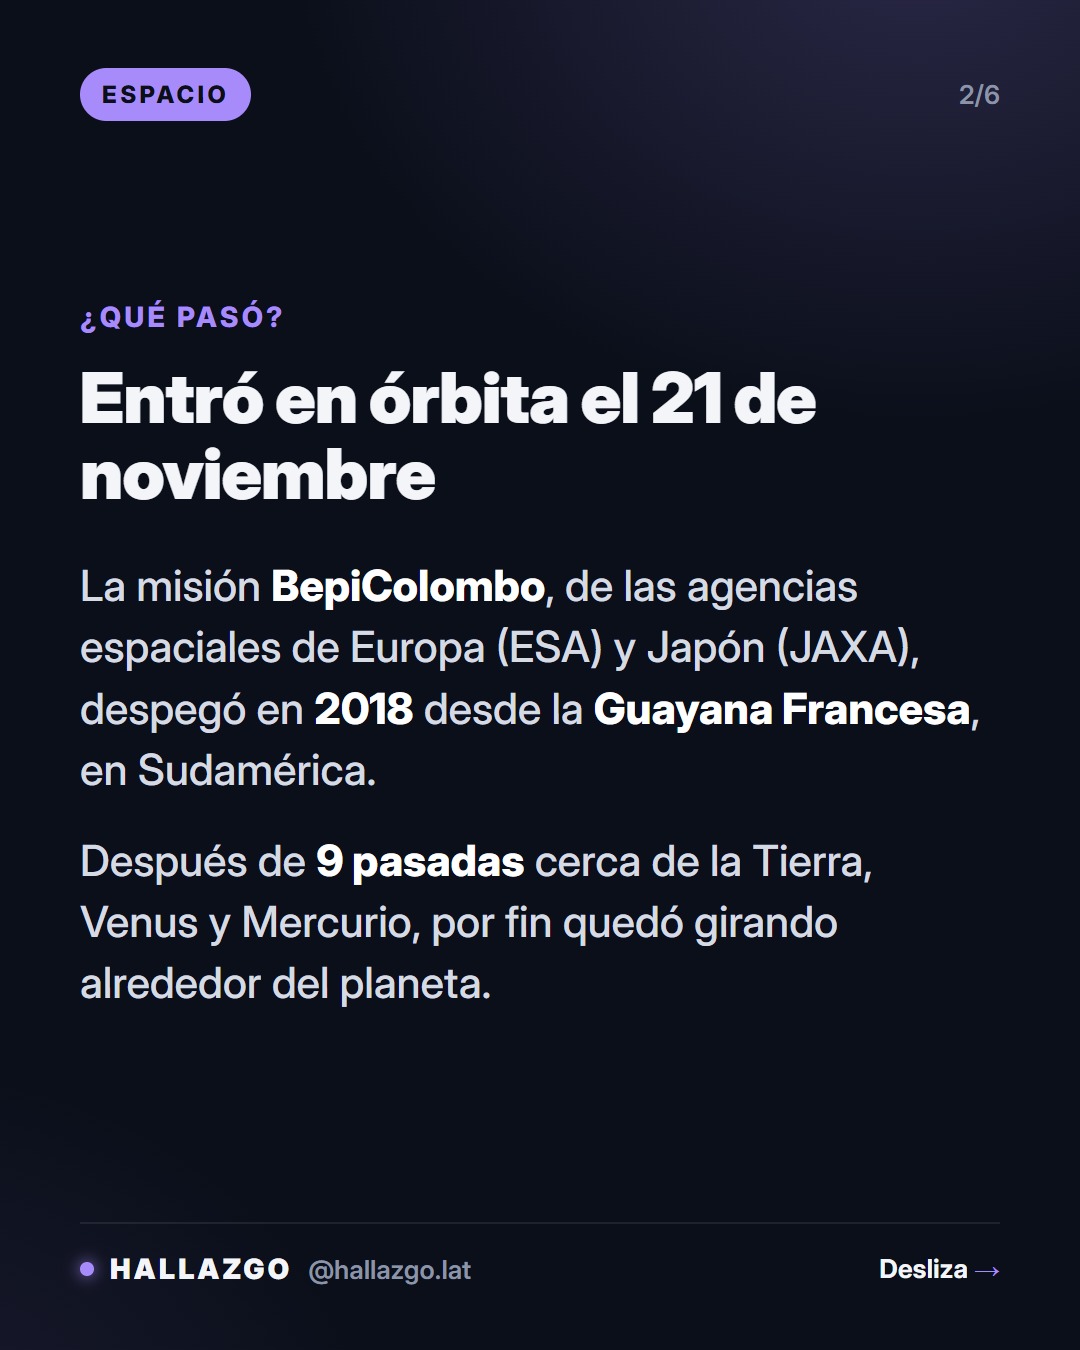 ESPACIO
2/6
¿QUÉ PASÓ?
Entró en órbita el 21 de
noviembre
La misión BepiColombo, de las agencias
espaciales de Europa (ESA) y Japón (JAXA),
despegó en 2018 desde la Guayana Francesa,
en Sudamérica.
Después de 9 pasadas cerca de la Tierra,
Venus y Mercurio, por fin quedó girando
alrededor del planeta.
HALLAZGO @hallazgo.lat
Desliza →